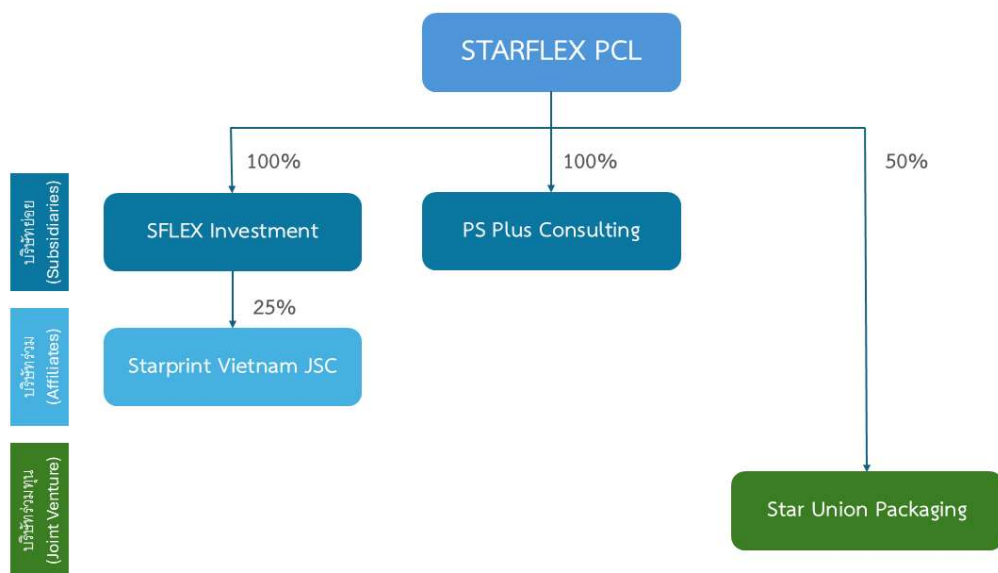 STARFLEX PCL
100%
100%
50%
บริษัทย่อย
(Subsidiaries)
SFLEX Investment
PS Plus Consulting
25%
บริษัทร่วม
(Affiliates)
Starprint Vietnam JSC
บริษัทร่วมทุน
(Joint Venture)
Star Union Packaging